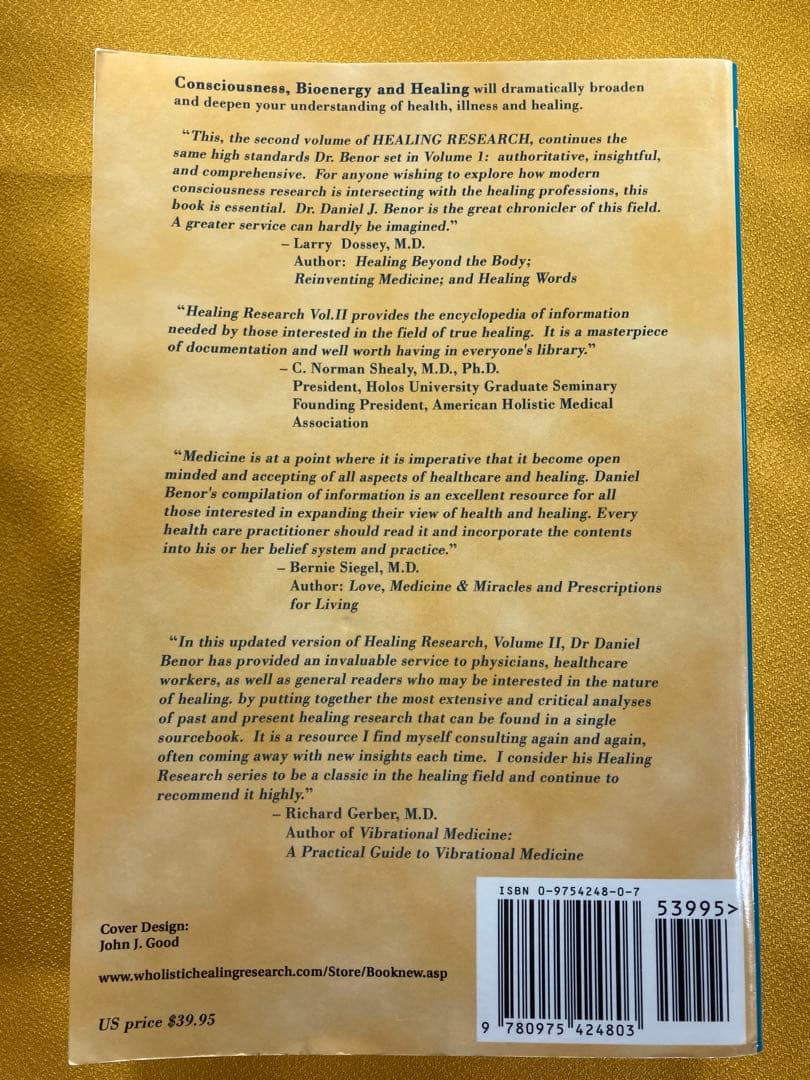 Consciousness, Bioenergy and Healing will dramatically broaden
and deepen your understanding of health, illness and healing.
“This, the second volume of HEALING RESEARCH, continues the
same high standards Dr. Benor set in Volume 1: authoritative, insightful,
and comprehensive. For anyone wishing to explore how modern
consciousness research is intersecting with the healing professions, this
book is essential. Dr. Daniel J. Benor is the great chronicler of this field.
A greater service can hardly be imagined.”
– Larry Dossey, M.D.
Author: Healing Beyond the Body;
Reinventing Medicine; and Healing Words
“Healing Research Vol.II provides the encyclopedia of information
needed by those interested in the field of true healing. It is a masterpiece
of documentation and well worth having in everyone's library.”
– C. Norman Shealy, M.D., Ph.D.
President, Holos University Graduate Seminary
Founding President, American Holistic Medical
Association
“Medicine is at a point where it is imperative that it become open
minded and accepting of all aspects of healthcare and healing. Daniel
Benor's compilation of information is an excellent resource for all
those interested in expanding their view of health and healing. Every
health care practitioner should read it and incorporate the contents
into his or her belief system and practice.”
– Bernie Siegel, M.D.
Author: Love, Medicine & Miracles and Prescriptions
for Living
“In this updated version of Healing Research, Volume II, Dr Daniel
Benor has provided an invaluable service to physicians, healthcare
workers, as well as general readers who may be interested in the nature
of healing. by putting together the most extensive and critical analyses
of past and present healing research that can be found in a single
sourcebook. It is a resource I find myself consulting again and again,
often coming away with new insights each time. I consider his Healing
Research series to be a classic in the healing field and continue to
recommend it highly.”
– Richard Gerber, M.D.
Author of Vibrational Medicine:
A Practical Guide to Vibrational Medicine
Cover Design:
John J. Good
www.wholistichealingresearch.com/Store/Booknew.asp
US price $39.95
ISBN 0-9754248-0-7
53995>
9 780975 424803